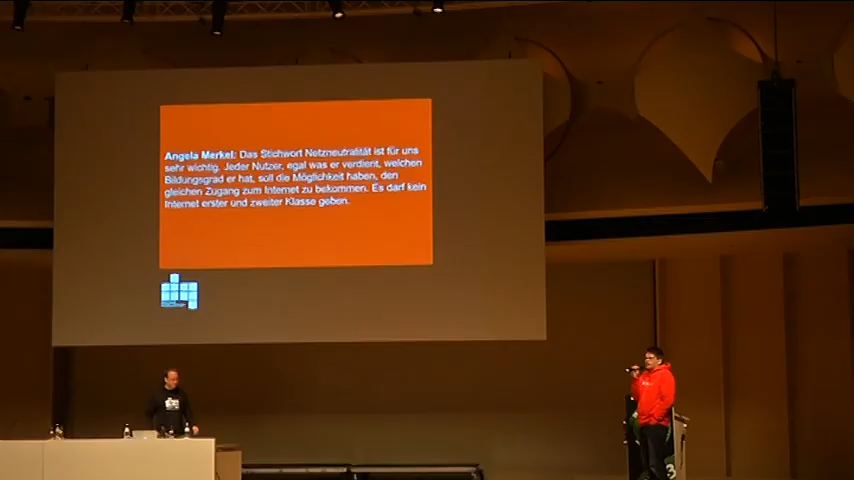 Angela Merkel: Das Stichwort Netzneutralität ist für uns
sehr wichtig. Jeder Nutzer, egal was er verdient, welchen
Bildungsgrad er hat, soll die Möglichkeit haben, den
gleichen Zugang zum Internet zu bekommen. Es darf kein
Internet erster und zweiter Klasse geben.
3